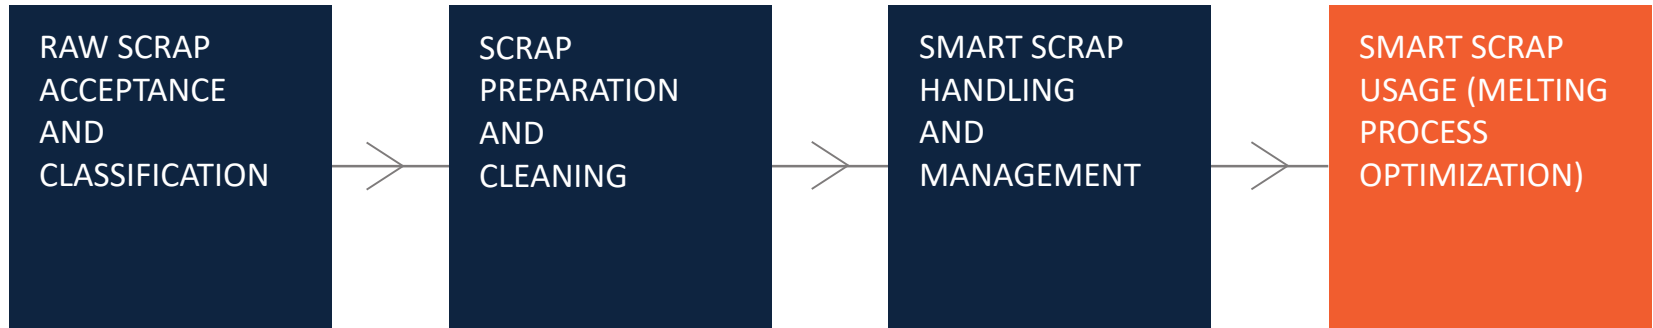 RAW SCRAP
ACCEPTANCE
AND
CLASSIFICATION
SCRAP
PREPARATION
AND
CLEANING
SMART SCRAP
HANDLING
AND
MANAGEMENT
SMART SCRAP
USAGE (MELTING
PROCESS
OPTIMIZATION)